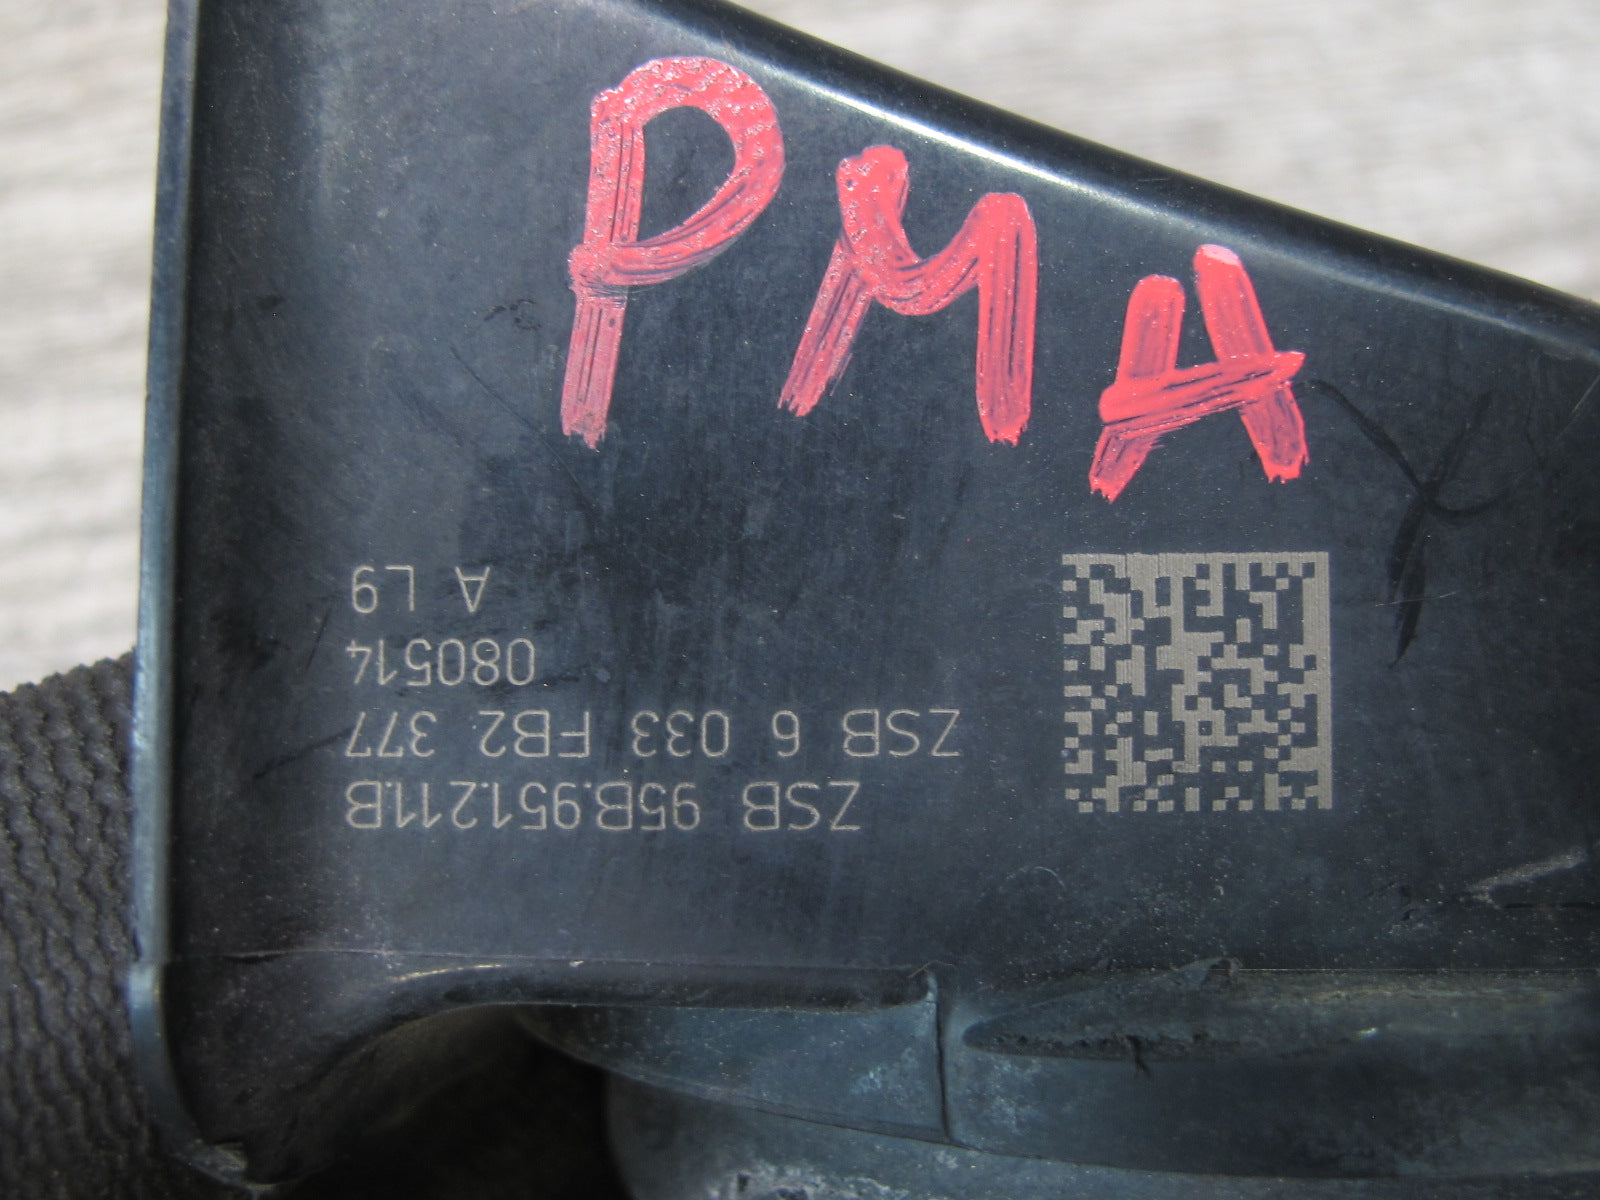 PMA
ZSB 95B.951.211.B
ZSB 6 033 FB2 377
080514
A L9